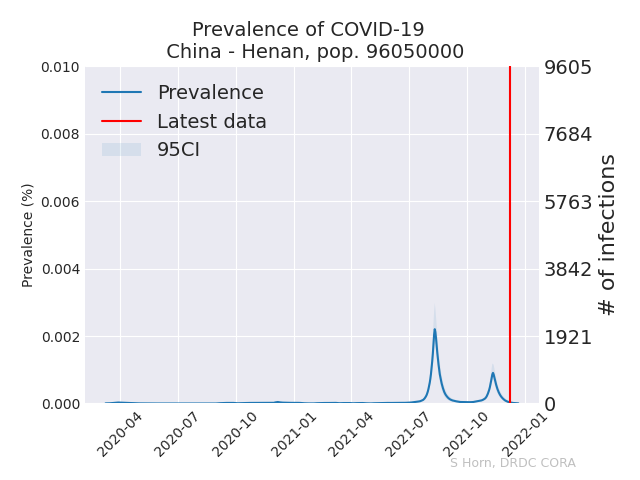 Prevalence of COVID-19
China - Henan, pop. 96050000
0.010
0.008
0.006
0.004
0.002
0.000
Prevalence (%)
Prevalence
Latest data
95CI
9605
7684
5763
3842
1921
0
# of infections
2020-04
2020-07
2020-10
2021-01
2021-04
2021-07
2021-10
2022-01
S Horn, DRDC CORA